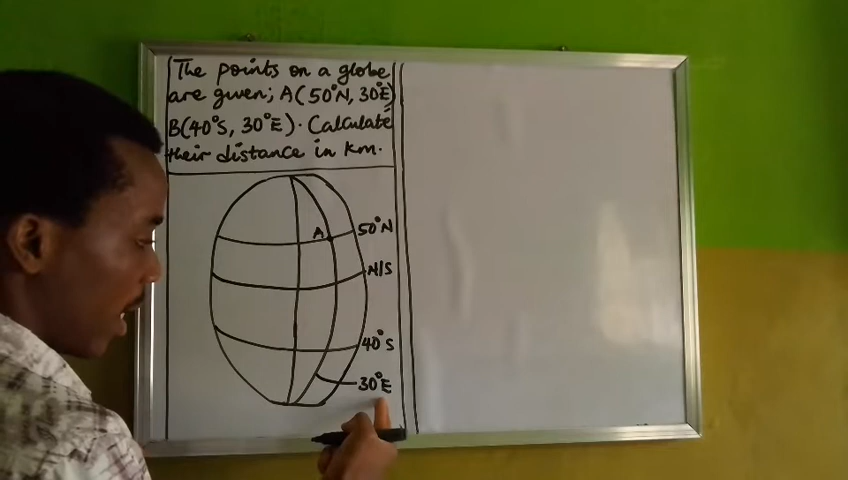 The points on a globe
are given; A(50°N, 30°E)
B(40°S, 30°E). Calculate
their distance in km.
A
50°N
N/S
40°S
30°E